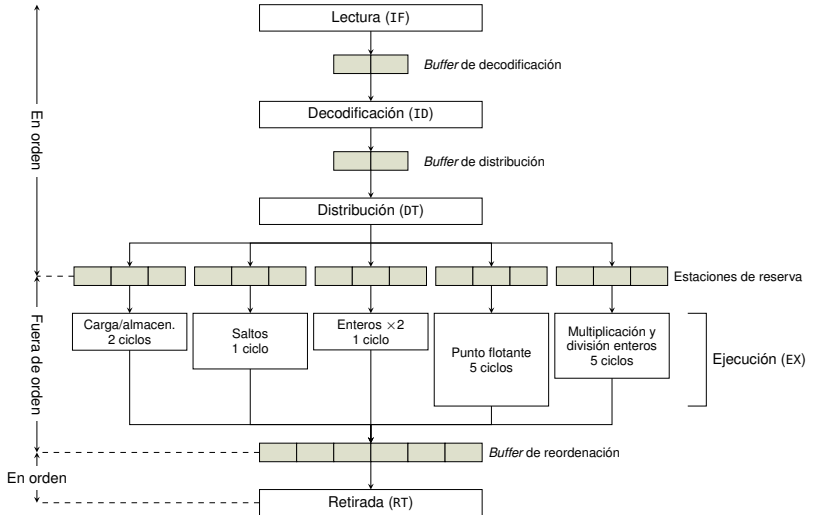 Lectura (IF)
Buffer de decodificación
Decodificación (ID)
Buffer de distribución
Distribución (DT)
En orden
Estaciones de reserva
Carga/almacen.
2 ciclos
Saltos
1 ciclo
Enteros ×2
1 ciclo
Punto flotante
5 ciclos
Multiplicación y
división enteros
5 ciclos
Ejecución (EX)
Fuera de orden
Buffer de reordenación
En orden
Retirada (RT)